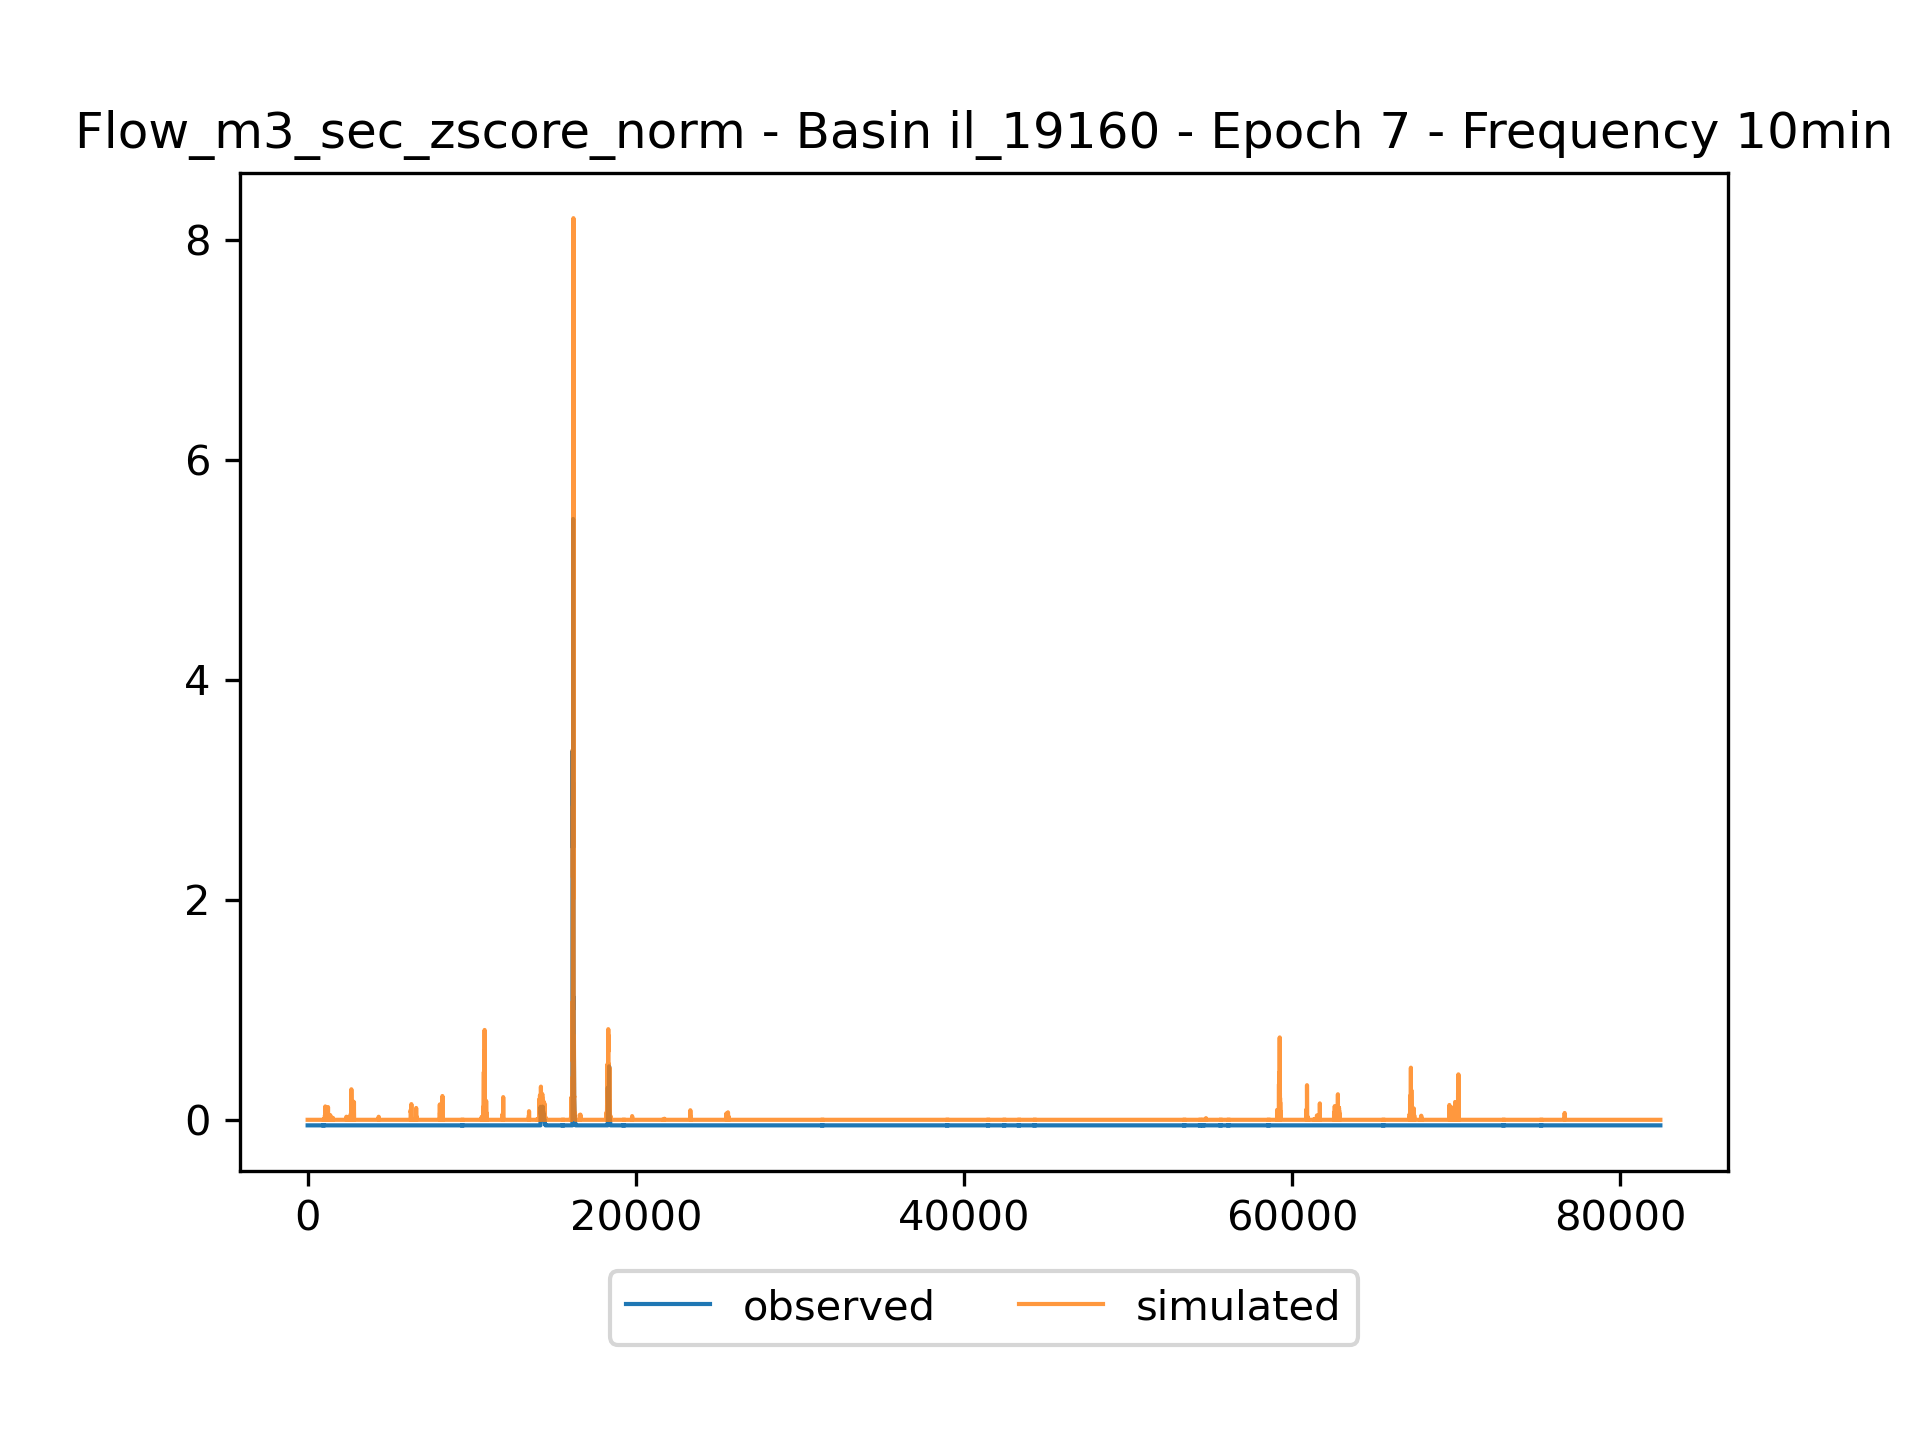 Flow_m3_sec_zscore_norm - Basin il_19160 - Epoch 7 - Frequency 10min
8
6
4
2
0
0 20000 40000 60000 80000
observed simulated